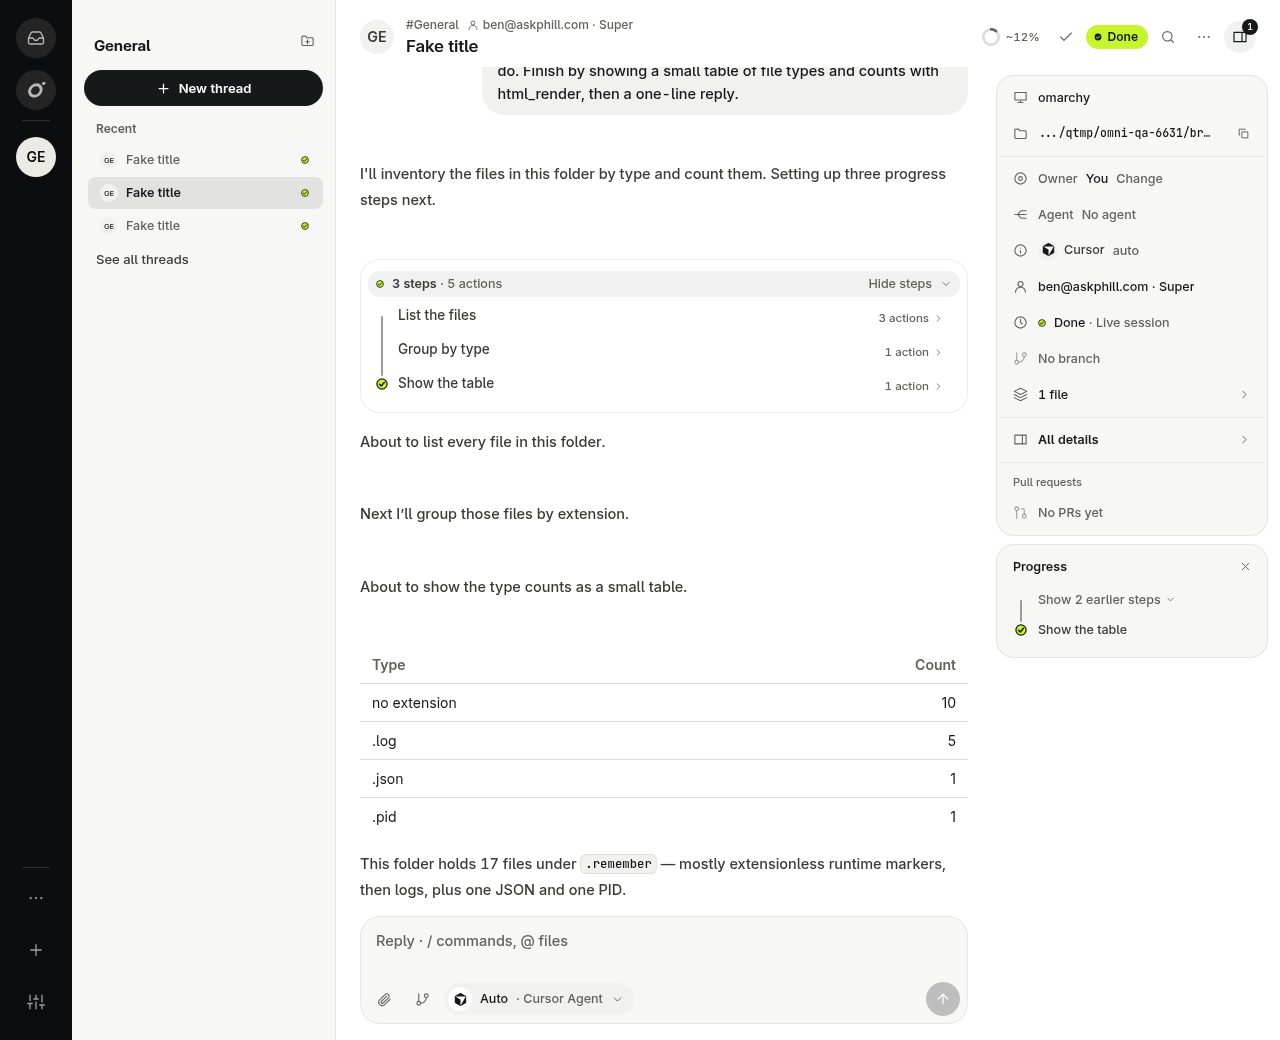 General
New thread
Recent
GE Fake title
GE Fake title
GE Fake title
See all threads
GE
GE
#General ben@askphill.com · Super
Fake title
~12%
Done
1
do. Finish by showing a small table of file types and counts with
html_render, then a one-line reply.
I'll inventory the files in this folder by type and count them. Setting up three progress
steps next.
3 steps · 5 actions Hide steps
List the files 3 actions
Group by type 1 action
Show the table 1 action
About to list every file in this folder.
Next I’ll group those files by extension.
About to show the type counts as a small table.
Type Count
no extension 10
.log 5
.json 1
.pid 1
This folder holds 17 files under .remember — mostly extensionless runtime markers,
then logs, plus one JSON and one PID.
Reply · / commands, @ files
Auto · Cursor Agent
omarchy
.../qtmp/omni-qa-6631/br…
Owner You Change
Agent No agent
Cursor auto
ben@askphill.com · Super
Done · Live session
No branch
1 file
All details
Pull requests
No PRs yet
Progress
Show 2 earlier steps
Show the table